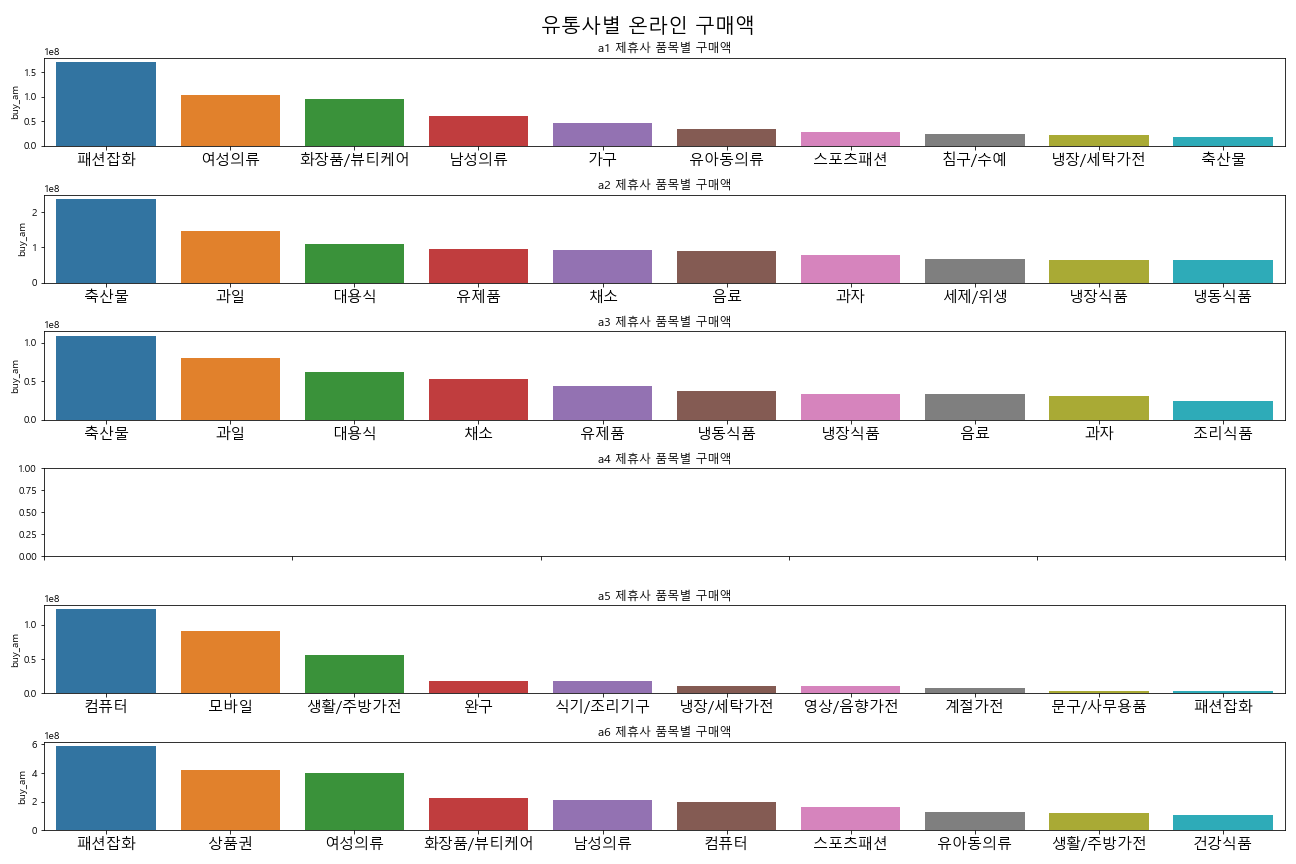 유통사별 온라인 구매액
a1 제휴사 품목별 구매액
1e8
1.5
1.0
0.5
0.0
buy_am
패션잡화 여성의류 화장품/뷰티케어 남성의류 가구 유아동의류 스포츠패션 침구/수예 냉장/세탁가전 축산물
a2 제휴사 품목별 구매액
1e8
2
1
0
buy_am
축산물 과일 대용식 유제품 채소 음료 과자 세제/위생 냉장식품 냉동식품
a3 제휴사 품목별 구매액
1e8
1.0
0.5
0.0
buy_am
축산물 과일 대용식 채소 유제품 냉동식품 냉장식품 음료 과자 조리식품
a4 제휴사 품목별 구매액
1.00
0.75
0.50
0.25
0.00
a5 제휴사 품목별 구매액
1e8
1.0
0.5
0.0
buy_am
컴퓨터 모바일 생활/주방가전 완구 식기/조리기구 냉장/세탁가전 영상/음향가전 계절가전 문구/사무용품 패션잡화
a6 제휴사 품목별 구매액
1e8
6
4
2
0
buy_am
패션잡화 상품권 여성의류 화장품/뷰티케어 남성의류 컴퓨터 스포츠패션 유아동의류 생활/주방가전 건강식품